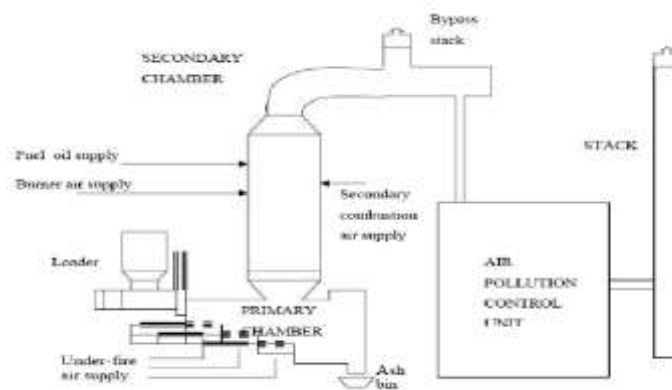 Bypass
stack
SECONDARY
CHAMBER
Fuel oil supply
Burner air supply
Secondary
combustion
air supply
STACK
Loader
AIR
POLLUTION
CONTROL
UNIT
PRIMARY
CHAMBER
Under-fire
air supply
Ash
bin